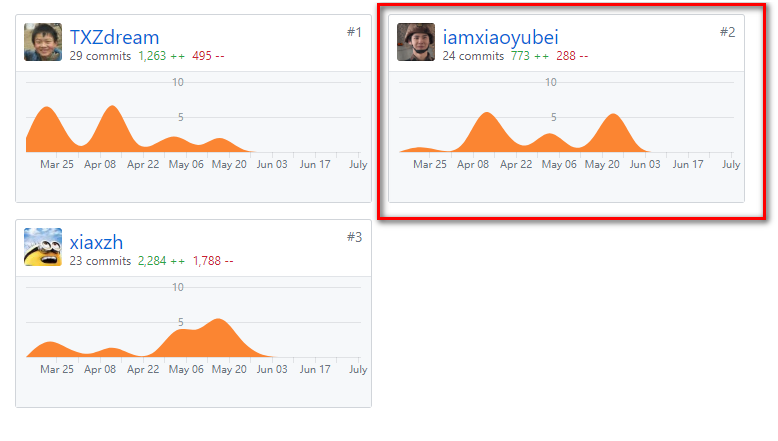 TXZdream #1
29 commits 1,263 ++ 495 --
10
5
Mar 25 Apr 08 Apr 22 May 06 May 20 Jun 03 Jun 17 July
iamxiaoyubei #2
24 commits 773 ++ 288 --
10
5
Mar 25 Apr 08 Apr 22 May 06 May 20 Jun 03 Jun 17 July
xiaxzh #3
23 commits 2,284 ++ 1,788 --
10
5
Mar 25 Apr 08 Apr 22 May 06 May 20 Jun 03 Jun 17 July